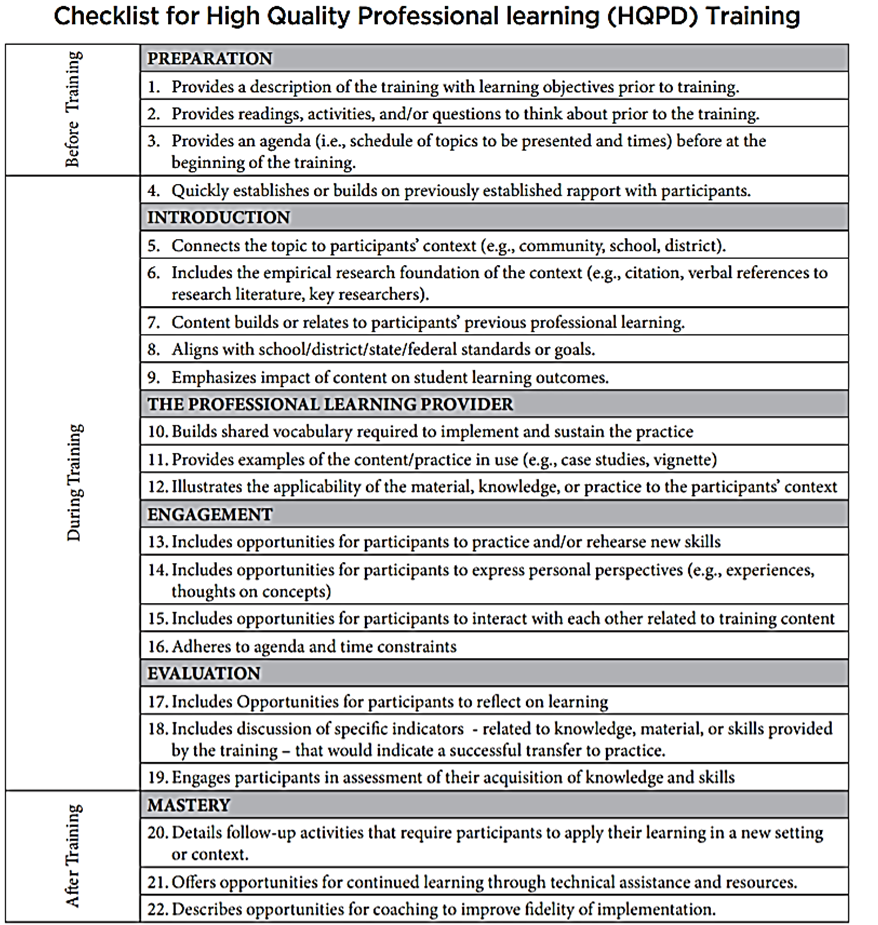 Checklist for High Quality Professional learning (HQPD) Training
Before Training
PREPARATION
1. Provides a description of the training with learning objectives prior to training.
2. Provides readings, activities, and/or questions to think about prior to the training.
3. Provides an agenda (i.e., schedule of topics to be presented and times) before at the
beginning of the training.
During Training
4. Quickly establishes or builds on previously established rapport with participants.
INTRODUCTION
5. Connects the topic to participants' context (e.g., community, school, district).
6. Includes the empirical research foundation of the context (e.g., citation, verbal references to
research literature, key researchers).
7. Content builds or relates to participants' previous professional learning.
8. Aligns with school/district/state/federal standards or goals.
9. Emphasizes impact of content on student learning outcomes.
THE PROFESSIONAL LEARNING PROVIDER
10. Builds shared vocabulary required to implement and sustain the practice
11. Provides examples of the content/practice in use (e.g., case studies, vignette)
12. Illustrates the applicability of the material, knowledge, or practice to the participants' context
ENGAGEMENT
13. Includes opportunities for participants to practice and/or rehearse new skills
14. Includes opportunities for participants to express personal perspectives (e.g., experiences,
thoughts on concepts)
15. Includes opportunities for participants to interact with each other related to training content
16. Adheres to agenda and time constraints
EVALUATION
17. Includes Opportunities for participants to reflect on learning
18. Includes discussion of specific indicators - related to knowledge, material, or skills provided
by the training – that would indicate a successful transfer to practice.
19. Engages participants in assessment of their acquisition of knowledge and skills
After Training
MASTERY
20. Details follow-up activities that require participants to apply their learning in a new setting
or context.
21. Offers opportunities for continued learning through technical assistance and resources.
22. Describes opportunities for coaching to improve fidelity of implementation.